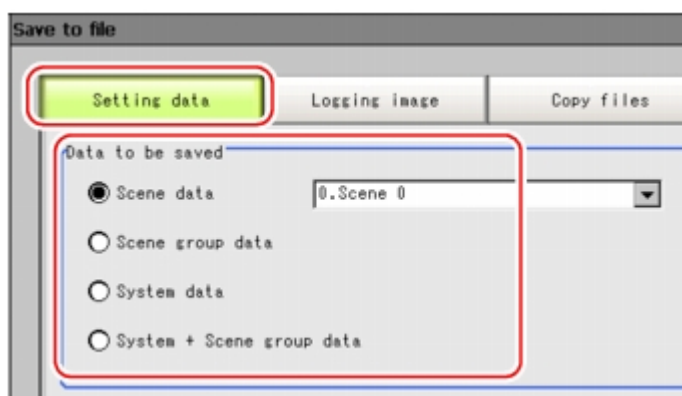 Save to file
Setting data
Logging image
Copy files
Data to be saved
Scene data
0.Scene 0
Scene group data
System data
System + Scene group data